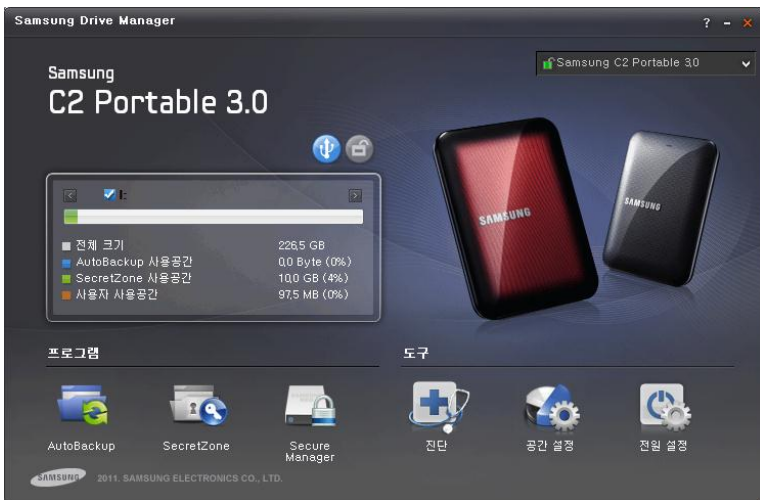 Samsung Drive Manager
? - ×
Samsung C2 Portable 3,0
Samsung
C2 Portable 3.0
I:
전체 크기 226,5 GB
AutoBackup 사용공간 0,0 Byte (0%)
SecretZone 사용공간 10,0 GB (4%)
사용자 사용공간 97,5 MB (0%)
SAMSUNG
SAMSUNG
프로그램
도구
AutoBackup
SecretZone
Secure
Manager
진단
공간 설정
전원 설정
SAMSUNG 2011. SAMSUNG ELECTRONICS CO., LTD.